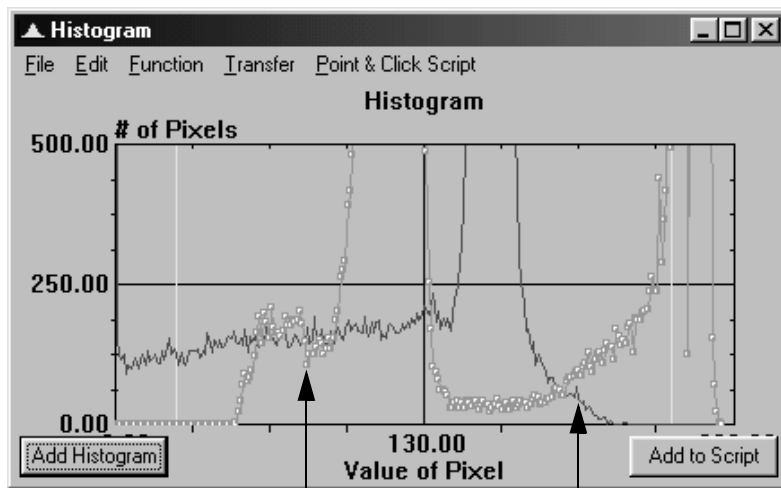 Histogram
File Edit Function Transfer Point & Click Script
Histogram
# of Pixels
500.00
250.00
0.00
130.00
Add Histogram
Value of Pixel
Add to Script